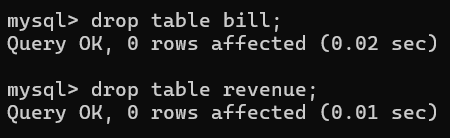 mysql> drop table bill;
Query OK, 0 rows affected (0.02 sec)
mysql> drop table revenue;
Query OK, 0 rows affected (0.01 sec)